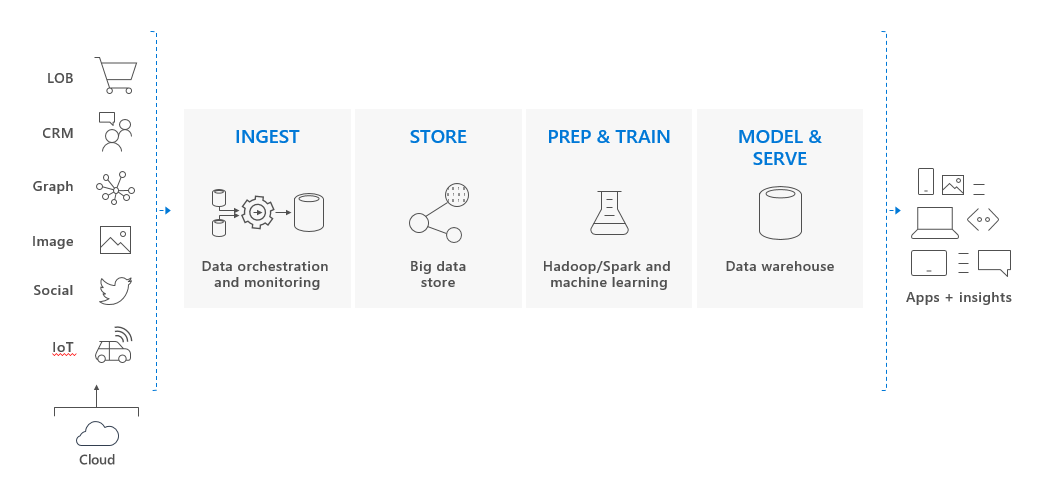 LOB
CRM
Graph
Image
Social
IoT
Cloud
INGEST
Data orchestration
and monitoring
STORE
Big data
store
PREP & TRAIN
Hadoop/Spark and
machine learning
MODEL &
SERVE
Data warehouse
Apps + insights